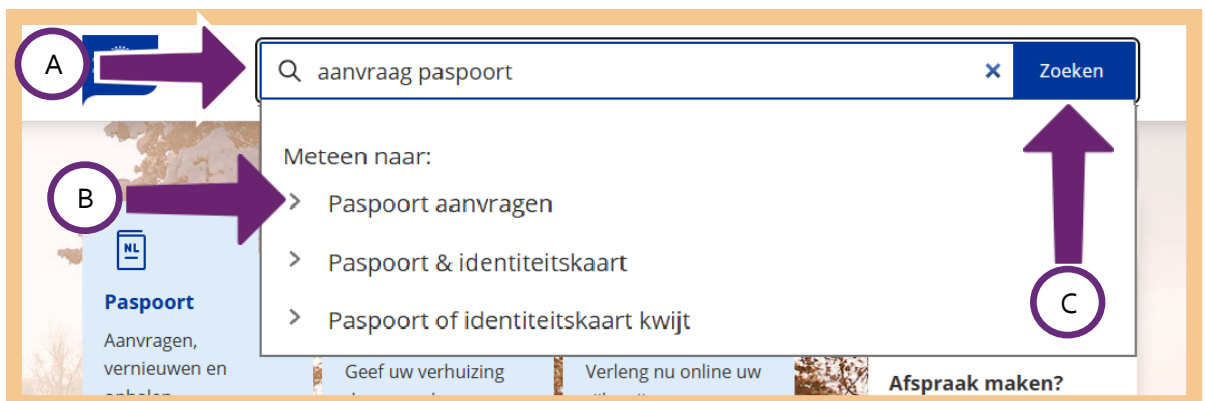 A
aanvraag paspoort
Zoeken
Meteen naar:
B
Paspoort aanvragen
NL
Paspoort & identiteitskaart
Paspoort
C
Paspoort of identiteitskaart kwijt
Aanvragen,
vernieuwen en
Geef uw verhuizing
Verleng nu online uw
Afspraak maken?